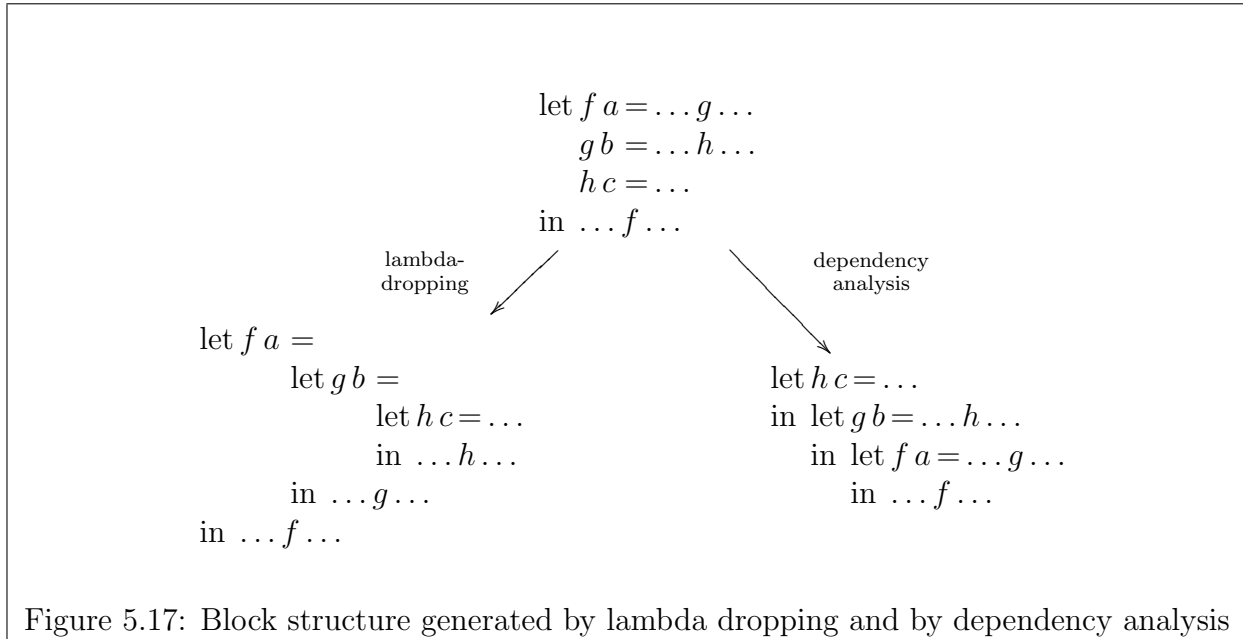 let f a = . . . g . . .
g b = . . . h . . .
h c = . . .
in . . . f . . .
lambda-
dropping
dependency
analysis
let f a =
let g b =
let h c = . . .
in . . . h . . .
in . . . g . . .
in . . . f . . .
let h c = . . .
in let g b = . . . h . . .
in let f a = . . . g . . .
in . . . f . . .
Figure 5.17: Block structure generated by lambda dropping and by dependency analysis